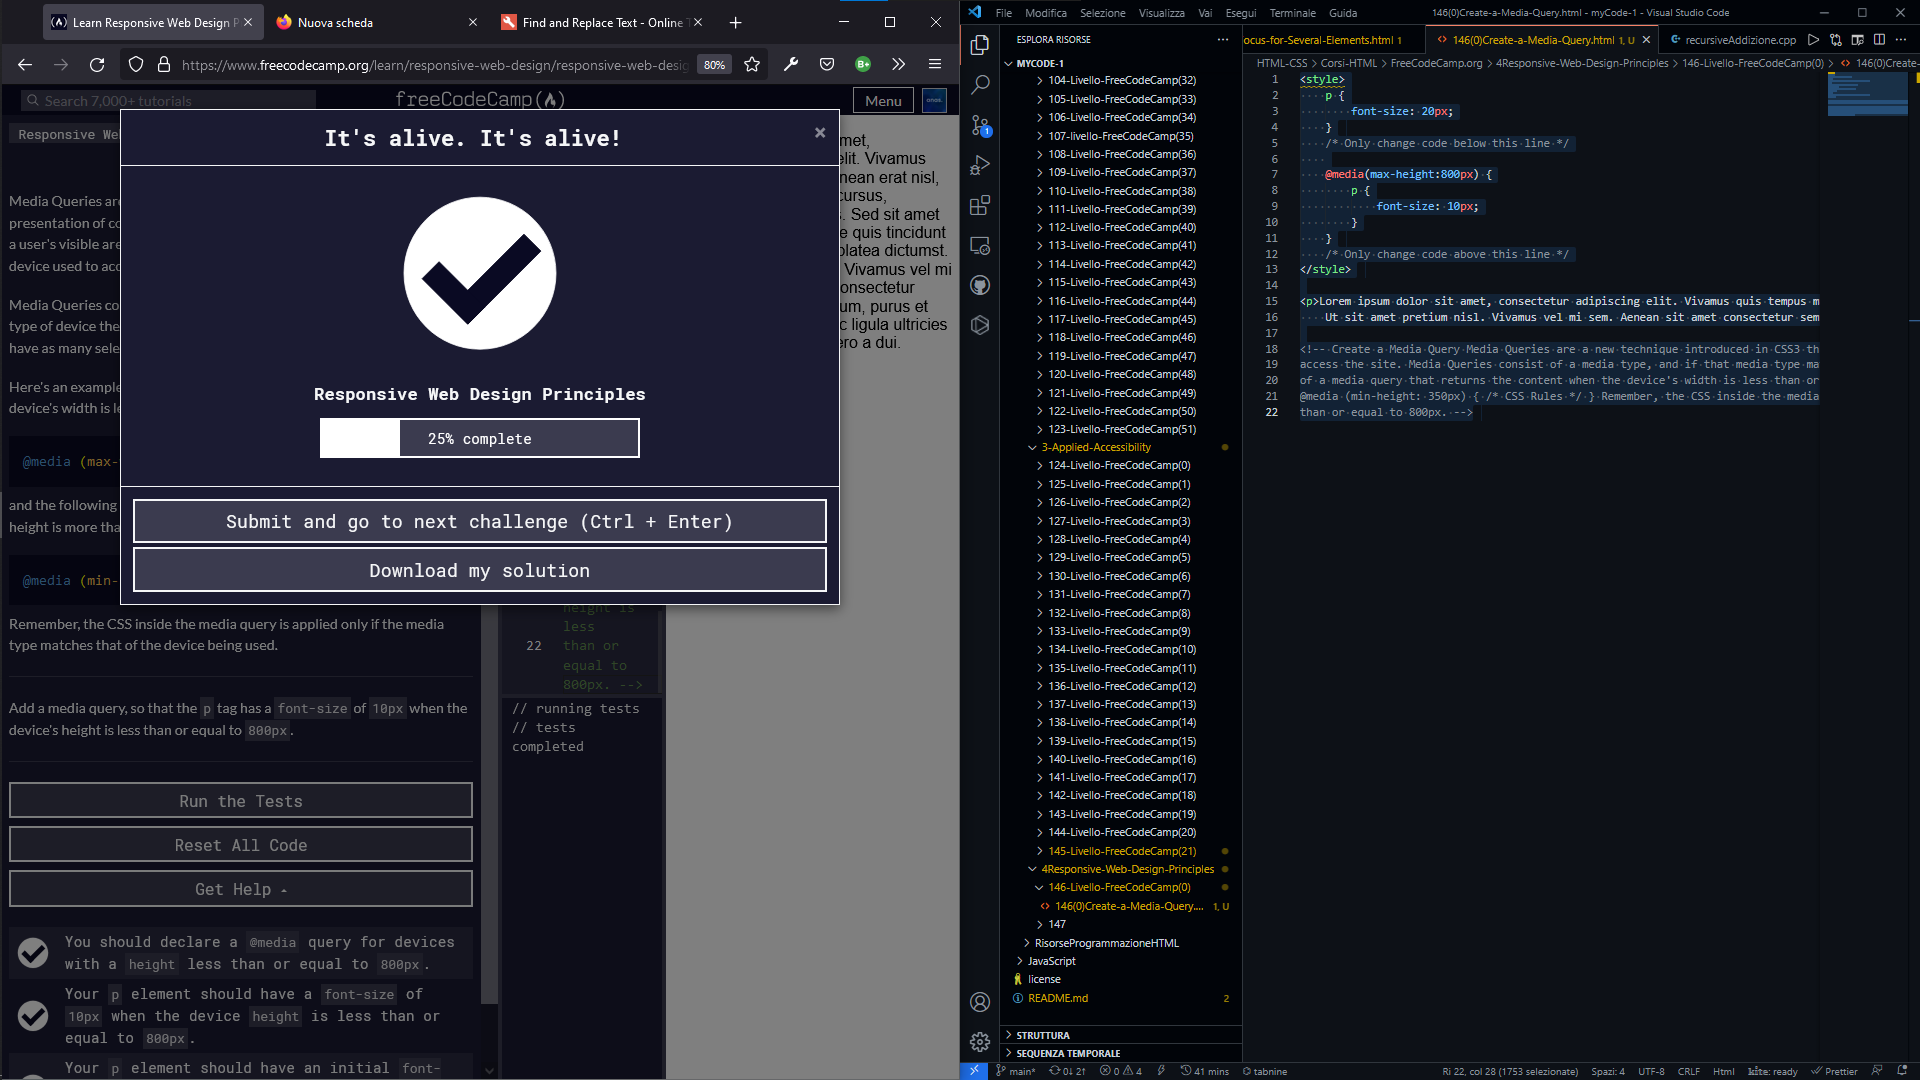 Learn Responsive Web Design P
Nuova scheda
Find and Replace Text - Online T
https://www.freecodecamp.org/learn/responsive-web-design/responsive-web-desig
80%
Search 7,000+ tutorials
freeCodeCamp
Menu
Responsive We
It's alive. It's alive!
Responsive Web Design Principles
25% complete
Submit and go to next challenge (Ctrl + Enter)
Download my solution
Media Queries are
presentation of co
a user's visible are
device used to acc
Media Queries co
type of device the
have as many sele
Here's an example
device's width is le
@media (max-
and the following
height is more tha
@media (min-
Remember, the CSS inside the media query is applied only if the media
type matches that of the device being used.
Add a media query, so that the p tag has a font-size of 10px when the
device's height is less than or equal to 800px.
Run the Tests
Reset All Code
Get Help
You should declare a @media query for devices
with a height less than or equal to 800px.
Your p element should have a font-size of
10px when the device height is less than or
equal to 800px.
Your p element should have an initial font-
height is
less
22 than or
equal to
800px. -->
// running tests
// tests
completed
met,
elit. Vivamus
nean erat nisl,
cursus,
. Sed sit amet
e quis tincidunt
latea dictumst.
Vivamus vel mi
onsectetur
um, purus et
c ligula ultricies
ero a dui.
File Modifica Selezione Visualizza Vai Esegui Terminale Guida
146(0)Create-a-Media-Query.html - myCode-1 - Visual Studio Code
ESPLORA RISORSE
MYCODE-1
104-Livello-FreeCodeCamp(32)
105-Livello-FreeCodeCamp(33)
106-Livello-FreeCodeCamp(34)
107-livello-FreeCodeCamp(35)
108-Livello-FreeCodeCamp(36)
109-Livello-FreeCodeCamp(37)
110-Livello-FreeCodeCamp(38)
111-Livello-FreeCodeCamp(39)
112-Livello-FreeCodeCamp(40)
113-Livello-FreeCodeCamp(41)
114-Livello-FreeCodeCamp(42)
115-Livello-FreeCodeCamp(43)
116-Livello-FreeCodeCamp(44)
117-Livello-FreeCodeCamp(45)
118-Livello-FreeCodeCamp(46)
119-Livello-FreeCodeCamp(47)
120-Livello-FreeCodeCamp(48)
121-Livello-FreeCodeCamp(49)
122-Livello-FreeCodeCamp(50)
123-Livello-FreeCodeCamp(51)
3-Applied-Accessibility
124-Livello-FreeCodeCamp(0)
125-Livello-FreeCodeCamp(1)
126-Livello-FreeCodeCamp(2)
127-Livello-FreeCodeCamp(3)
128-Livello-FreeCodeCamp(4)
129-Livello-FreeCodeCamp(5)
130-Livello-FreeCodeCamp(6)
131-Livello-FreeCodeCamp(7)
132-Livello-FreeCodeCamp(8)
133-Livello-FreeCodeCamp(9)
134-Livello-FreeCodeCamp(10)
135-Livello-FreeCodeCamp(11)
136-Livello-FreeCodeCamp(12)
137-Livello-FreeCodeCamp(13)
138-Livello-FreeCodeCamp(14)
139-Livello-FreeCodeCamp(15)
140-Livello-FreeCodeCamp(16)
141-Livello-FreeCodeCamp(17)
142-Livello-FreeCodeCamp(18)
143-Livello-FreeCodeCamp(19)
144-Livello-FreeCodeCamp(20)
145-Livello-FreeCodeCamp(21)
4Responsive-Web-Design-Principles
146-Livello-FreeCodeCamp(0)
146(0)Create-a-Media-Query.... 1, U
147
RisorseProgrammazioneHTML
JavaScript
license
README.md 2
STRUTTURA
SEQUENZA TEMPORALE
ocus-for-Several-Elements.html 1
146(0)Create-a-Media-Query.html 1, U
recursiveAddizione.cpp
HTML-CSS > Corsi-HTML > FreeCodeCamp.org > 4Responsive-Web-Design-Principles > 146-Livello-FreeCodeCamp(0) > 146(0)Create-
1 <style>
2 p {
3 font-size: 20px;
4 }
5 /* Only change code below this line */
6
7 @media(max-height:800px) {
8 p {
9 font-size: 10px;
10 }
11 }
12 /* Only change code above this line */
13 </style>
14
15 <p>Lorem ipsum dolor sit amet, consectetur adipiscing elit. Vivamus quis tempus m
16 Ut sit amet pretium nisl. Vivamus vel mi sem. Aenean sit amet consectetur sem
17
18 <!-- Create a Media Query Media Queries are a new technique introduced in CSS3 th
19 access the site. Media Queries consist of a media type, and if that media type ma
20 of a media query that returns the content when the device's width is less than or
21 @media (min-height: 350px) { /* CSS Rules */ } Remember, the CSS inside the media
22 than or equal to 800px. -->
main* 0↓ 2↑ 0 4 41 mins tabnine
Ri 22, col 28 (1753 selezionate) Spazi: 4 UTF-8 CRLF Html kite: ready Prettier